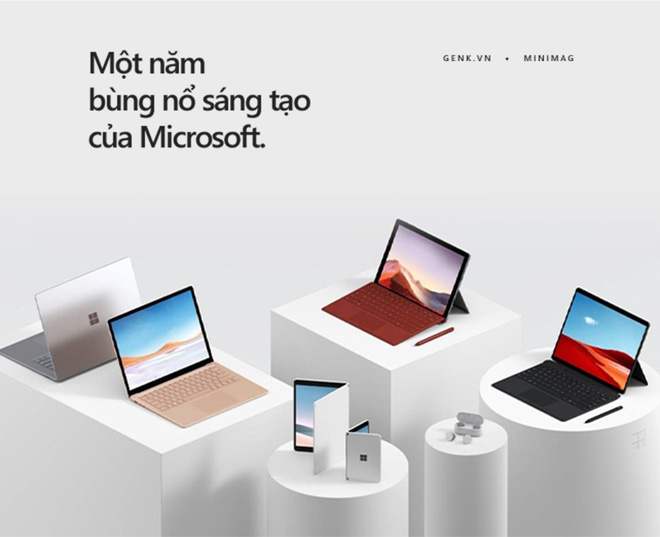 Một năm
bùng nổ sáng tạo
của Microsoft.
GENK.VN • MINIMAG